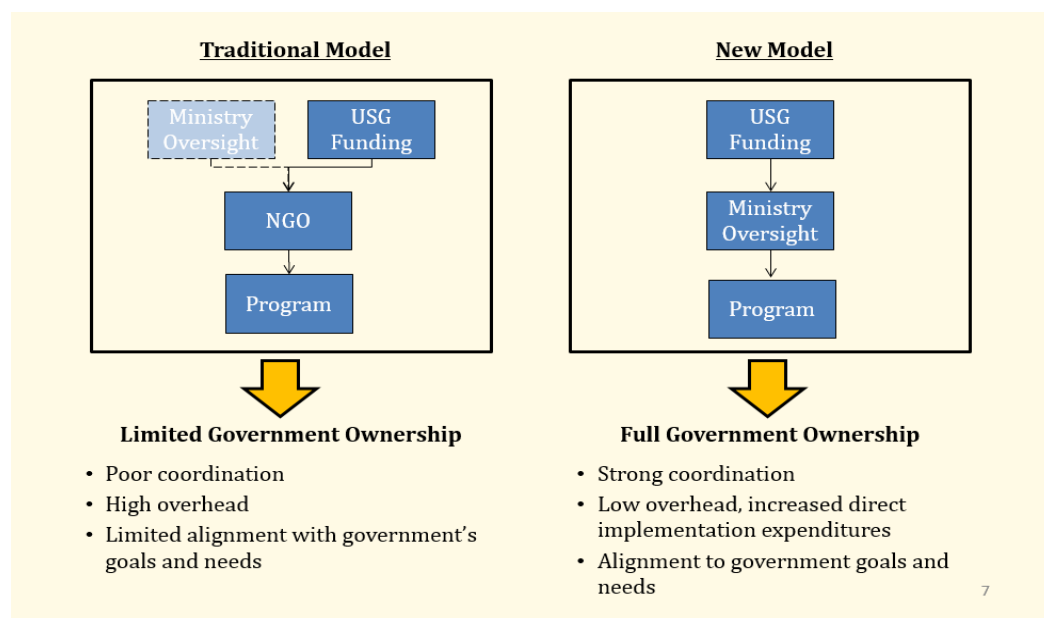 Traditional Model
Ministry
Oversight
USG
Funding
NGO
Program
Limited Government Ownership
• Poor coordination
• High overhead
• Limited alignment with government's
goals and needs
New Model
USG
Funding
Ministry
Oversight
Program
Full Government Ownership
• Strong coordination
• Low overhead, increased direct
implementation expenditures
• Alignment to government goals and
needs
7